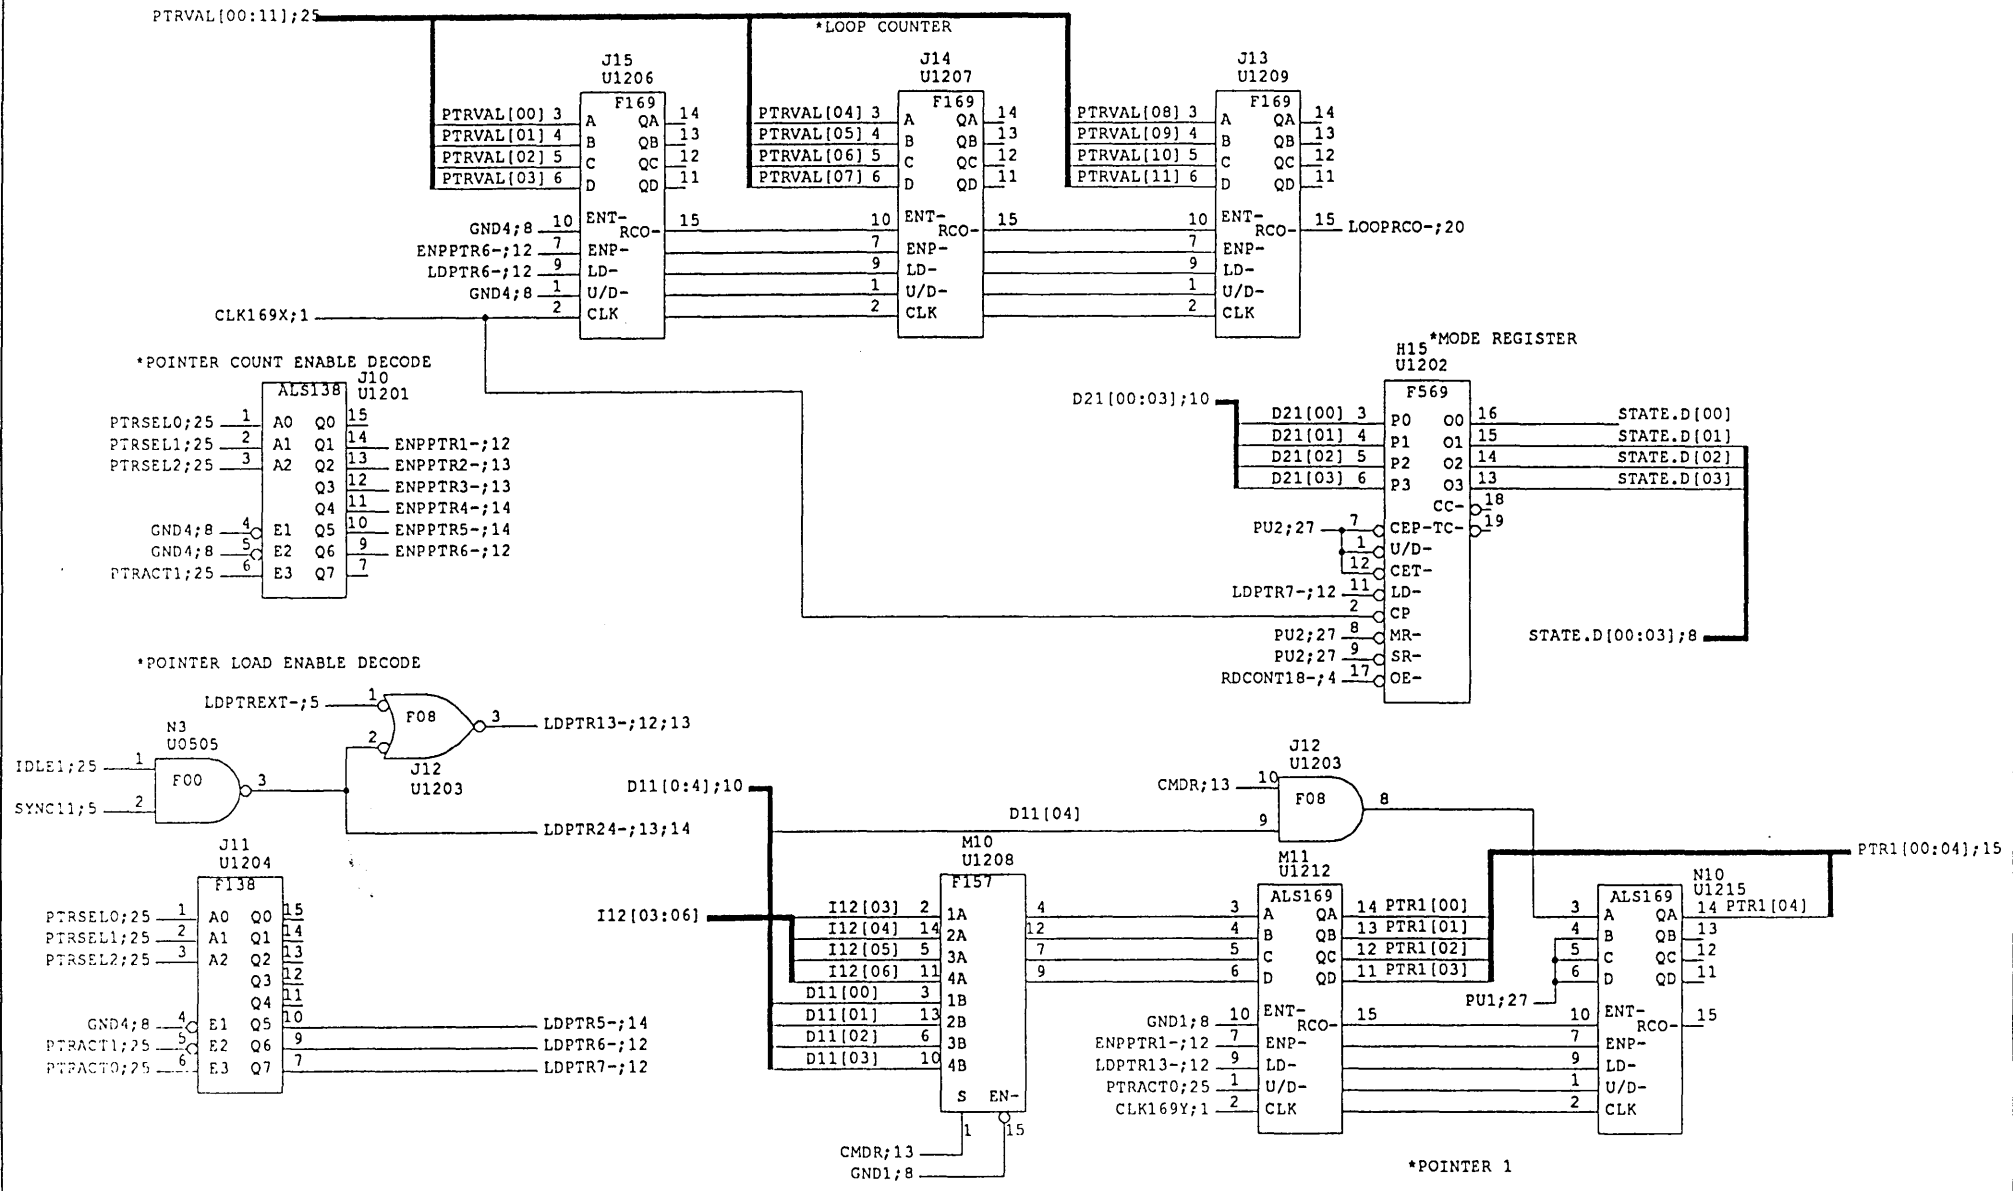 PTRVAL[00:11];25
*LOOP COUNTER
J15
U1206
F169
PTRVAL[00] 3 A QA 14
PTRVAL[01] 4 B QB 13
PTRVAL[02] 5 C QC 12
PTRVAL[03] 6 D QD 11
GND4;8 10 ENT- RCO- 15
ENPPTR6-;12 7 ENP-
LDPTR6-;12 9 LD-
GND4;8 1 U/D-
CLK169X;1 2 CLK
J14
U1207
F169
PTRVAL[04] 3 A QA 14
PTRVAL[05] 4 B QB 13
PTRVAL[06] 5 C QC 12
PTRVAL[07] 6 D QD 11
10 ENT- RCO- 15
7 ENP-
9 LD-
1 U/D-
2 CLK
J13
U1209
F169
PTRVAL[08] 3 A QA 14
PTRVAL[09] 4 B QB 13
PTRVAL[10] 5 C QC 12
PTRVAL[11] 6 D QD 11
10 ENT- RCO- 15 LOOPRCO-;20
7 ENP-
9 LD-
1 U/D-
2 CLK
*POINTER COUNT ENABLE DECODE
J10
U1201
ALS138
PTRSEL0;25 1 A0 Q0 15
PTRSEL1;25 2 A1 Q1 14 ENPPTR1-;12
PTRSEL2;25 3 A2 Q2 13 ENPPTR2-;13
Q3 12 ENPPTR3-;13
Q4 11 ENPPTR4-;14
GND4;8 4 E1 Q5 10 ENPPTR5-;14
GND4;8 5 E2 Q6 9 ENPPTR6-;12
PTRACT1;25 6 E3 Q7 7
*MODE REGISTER
H15
U1202
F569
D21[00:03];10
D21[00] 3 P0 O0 16 STATE.D[00]
D21[01] 4 P1 O1 15 STATE.D[01]
D21[02] 5 P2 O2 14 STATE.D[02]
D21[03] 6 P3 O3 13 STATE.D[03]
CC- 18
PU2;27 7 CEP- TC- 19
1 U/D-
12 CET-
LDPTR7-;12 11 LD-
2 CP
PU2;27 8 MR-
PU2;27 9 SR-
RDCONT18-;4 17 OE-
STATE.D[00:03];8
*POINTER LOAD ENABLE DECODE
LDPTREXT-;5 1
2
F08
3 LDPTR13-;12;13
J12
U1203
N3
U0505
IDLE1;25 1
SYNC11;5 2
F00
3
LDPTR24-;13;14
J11
U1204
F138
PTRSEL0;25 1 A0 Q0 15
PTRSEL1;25 2 A1 Q1 14
PTRSEL2;25 3 A2 Q2 13
Q3 12
Q4 11
GND4;8 4 E1 Q5 10 LDPTR5-;14
PTRACT1;25 5 E2 Q6 9 LDPTR6-;12
PTRACT0;25 6 E3 Q7 7 LDPTR7-;12
D11[0:4];10
D11[04]
J12
U1203
CMDR;13 10
9
F08
8
I12[03:06]
M10
U1208
F157
I12[03] 2 1A 4
I12[04] 14 2A 12
I12[05] 5 3A 7
I12[06] 11 4A 9
D11[00] 3 1B
D11[01] 13 2B
D11[02] 6 3B
D11[03] 10 4B
S EN-
1 15
CMDR;13
GND1;8
M11
U1212
ALS169
3 A QA 14 PTR1[00]
4 B QB 13 PTR1[01]
5 C QC 12 PTR1[02]
6 D QD 11 PTR1[03]
GND1;8 10 ENT- RCO- 15
ENPPTR1-;12 7 ENP-
LDPTR13-;12 9 LD-
PTRACT0;25 1 U/D-
CLK169Y;1 2 CLK
PTR1[00:04];15
N10
U1215
ALS169
3 A QA 14 PTR1[04]
4 B QB 13
5 C QC 12
6 D QD 11
PU1;27
10 ENT- RCO- 15
7 ENP-
9 LD-
1 U/D-
2 CLK
*POINTER 1